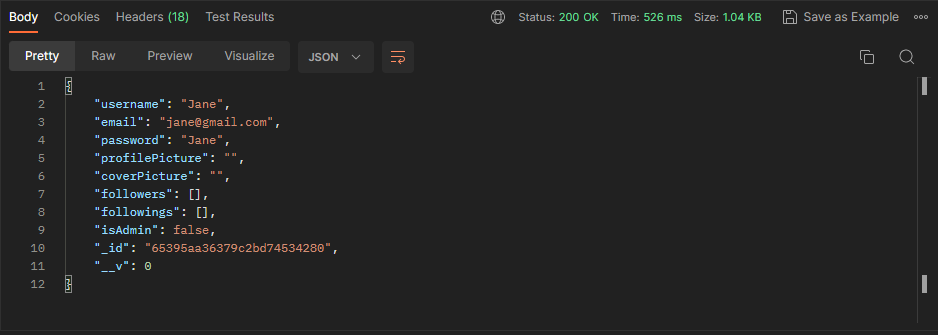 Body Cookies Headers (18) Test Results Status: 200 OK Time: 526 ms Size: 1.04 KB Save as Example
Pretty Raw Preview Visualize JSON
1 {
2 "username": "Jane",
3 "email": "jane@gmail.com",
4 "password": "Jane",
5 "profilePicture": "",
6 "coverPicture": "",
7 "followers": [],
8 "followings": [],
9 "isAdmin": false,
10 "_id": "65395aa36379c2bd74534280",
11 "__v": 0
12 }